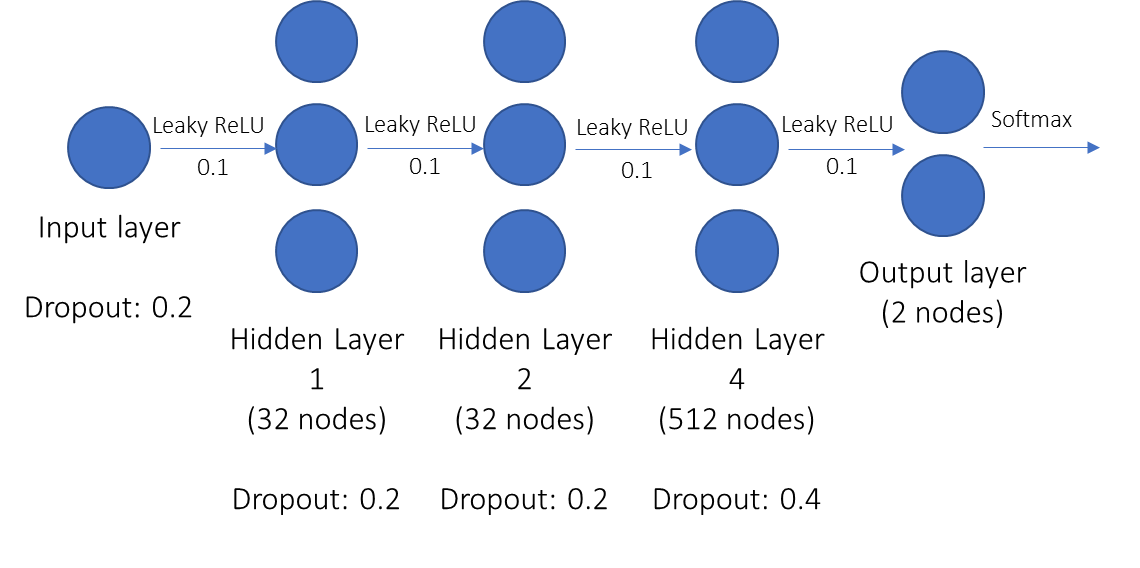 Leaky ReLU
0.1
Leaky ReLU
0.1
Leaky ReLU
0.1
Leaky ReLU
0.1
Softmax
Input layer
Dropout: 0.2
Hidden Layer
1
(32 nodes)
Dropout: 0.2
Hidden Layer
2
(32 nodes)
Dropout: 0.2
Hidden Layer
4
(512 nodes)
Dropout: 0.4
Output layer
(2 nodes)